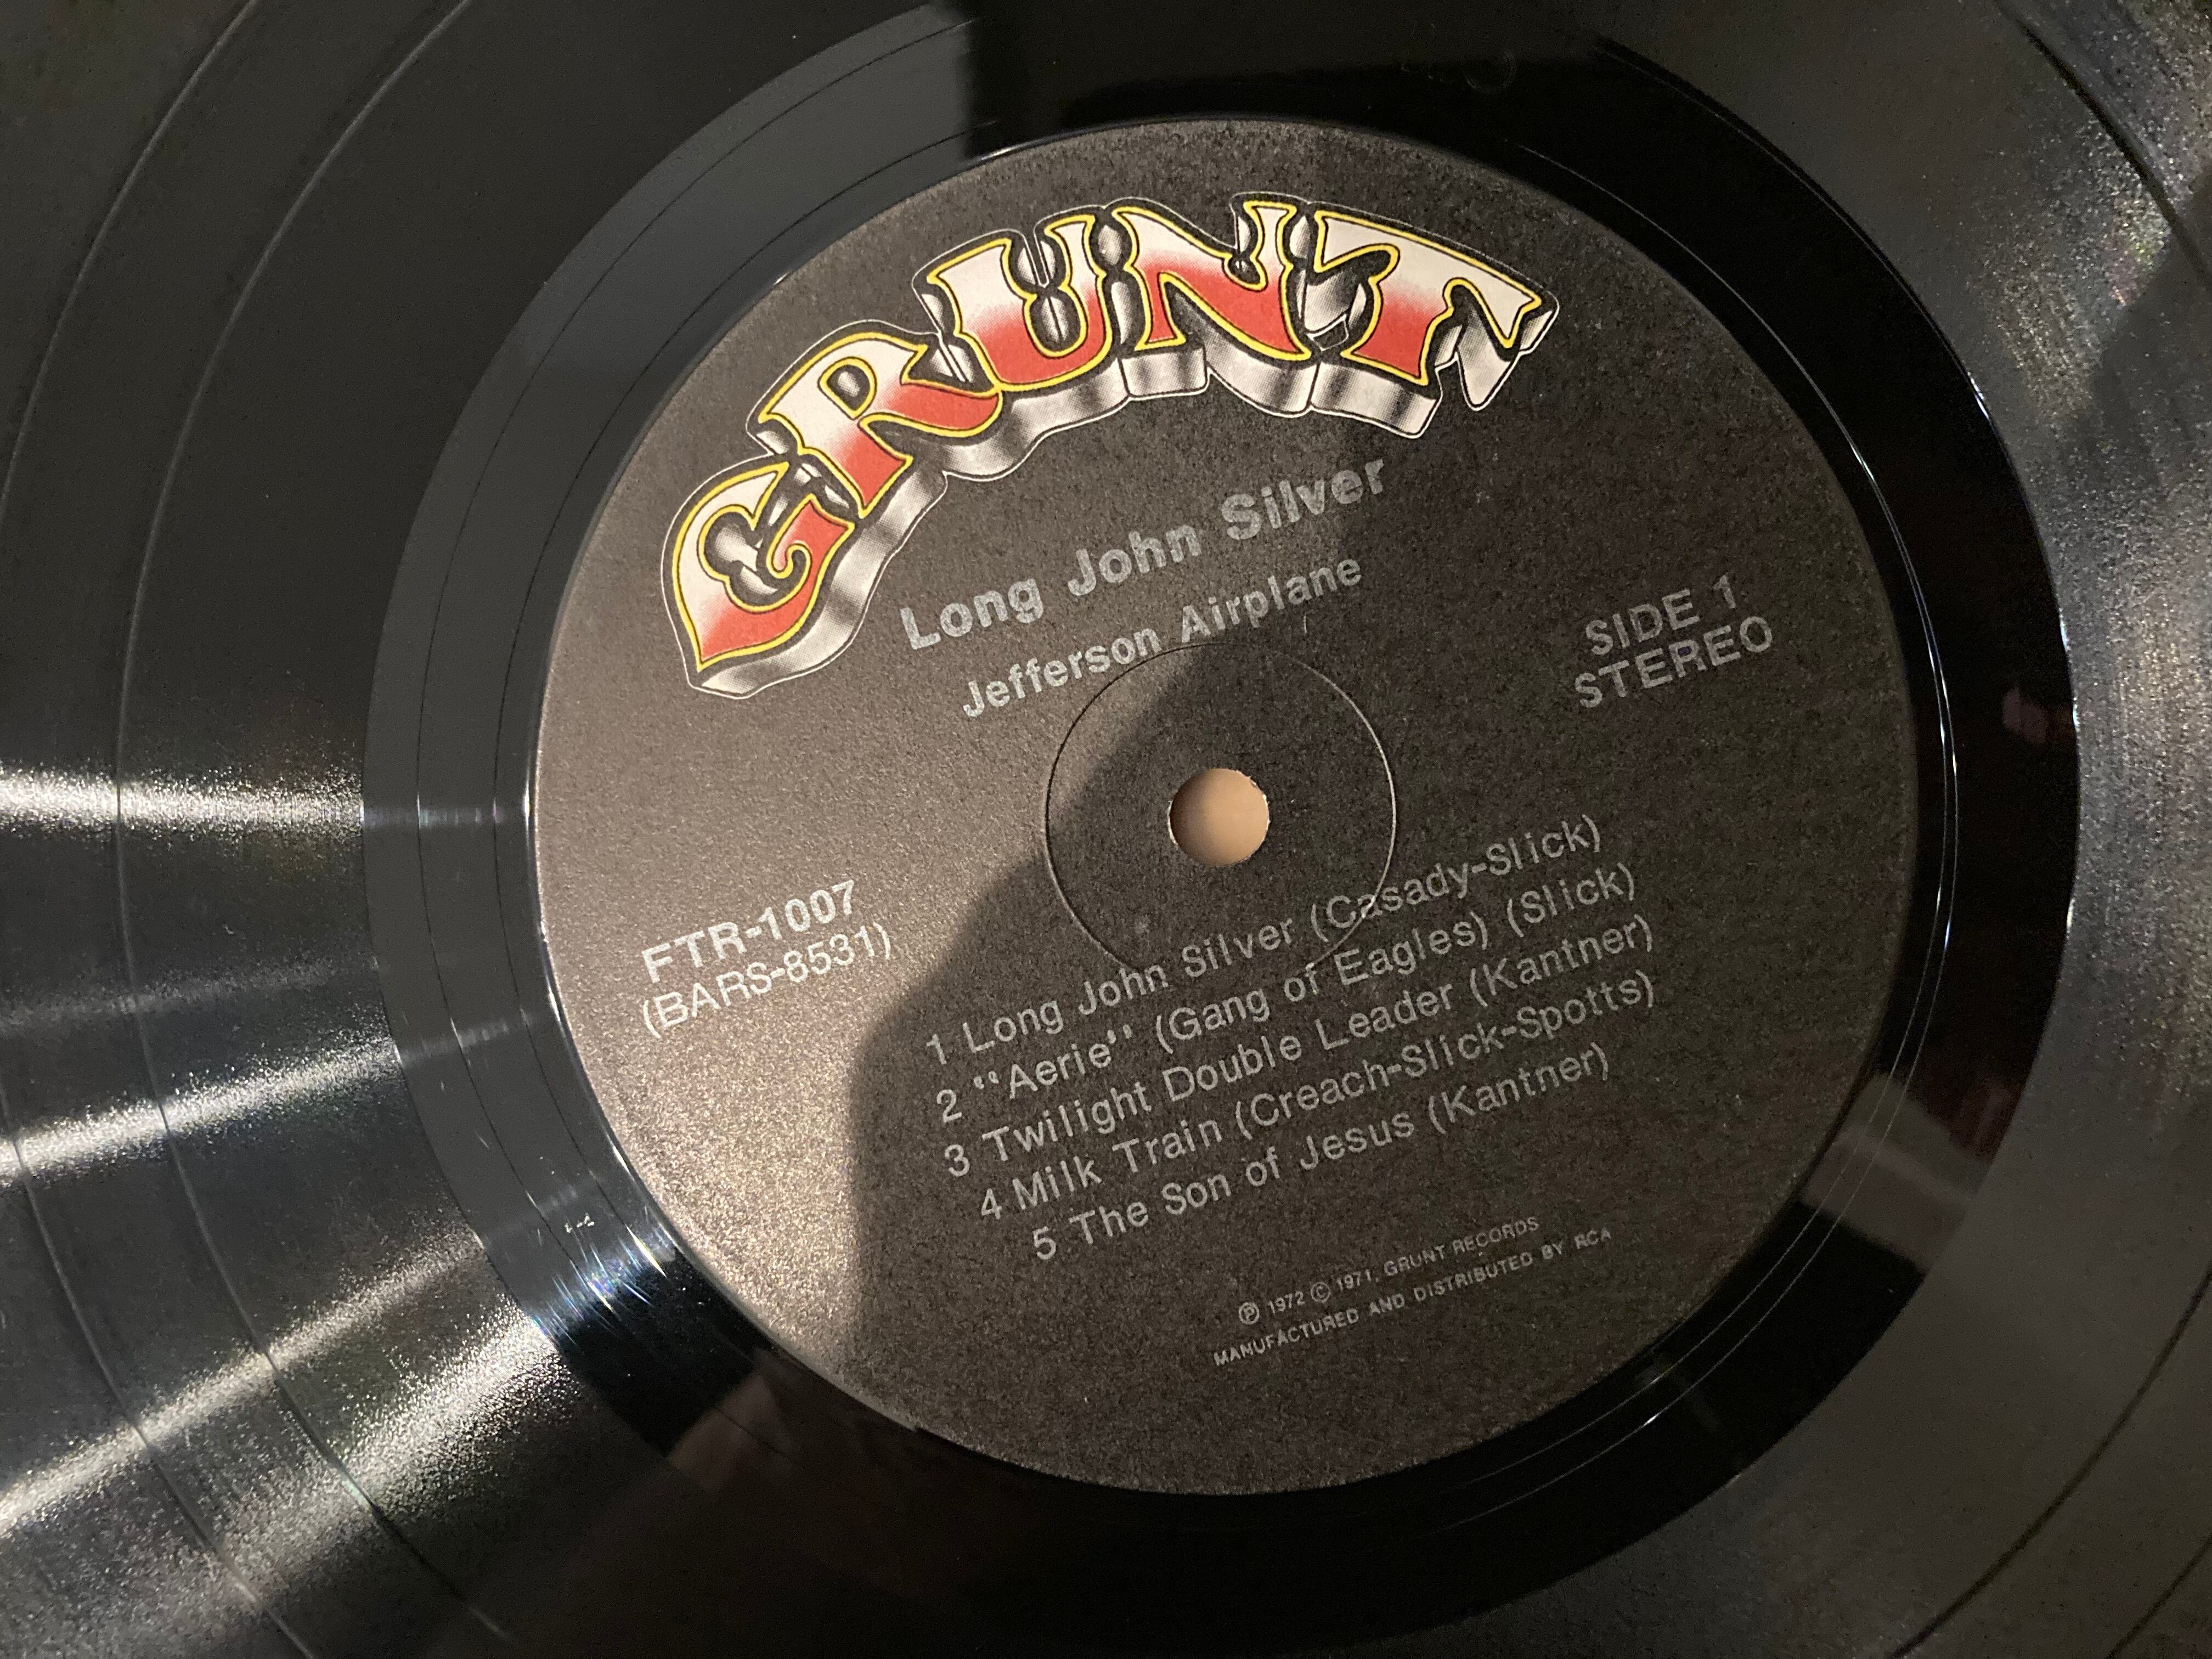 GRUNT
Long John Silver
Jefferson Airplane
SIDE 1
STEREO
FTR-1007
(BARS-8531)
1 Long John Silver (Casady-Slick)
2 "Aerie" (Gang of Eagles) (Slick)
3 Twilight Double Leader (Kantner)
4 Milk Train (Creach-Slick-Spotts)
5 The Son of Jesus (Kantner)
℗ 1972 © 1971, GRUNT RECORDS
MANUFACTURED AND DISTRIBUTED BY RCA